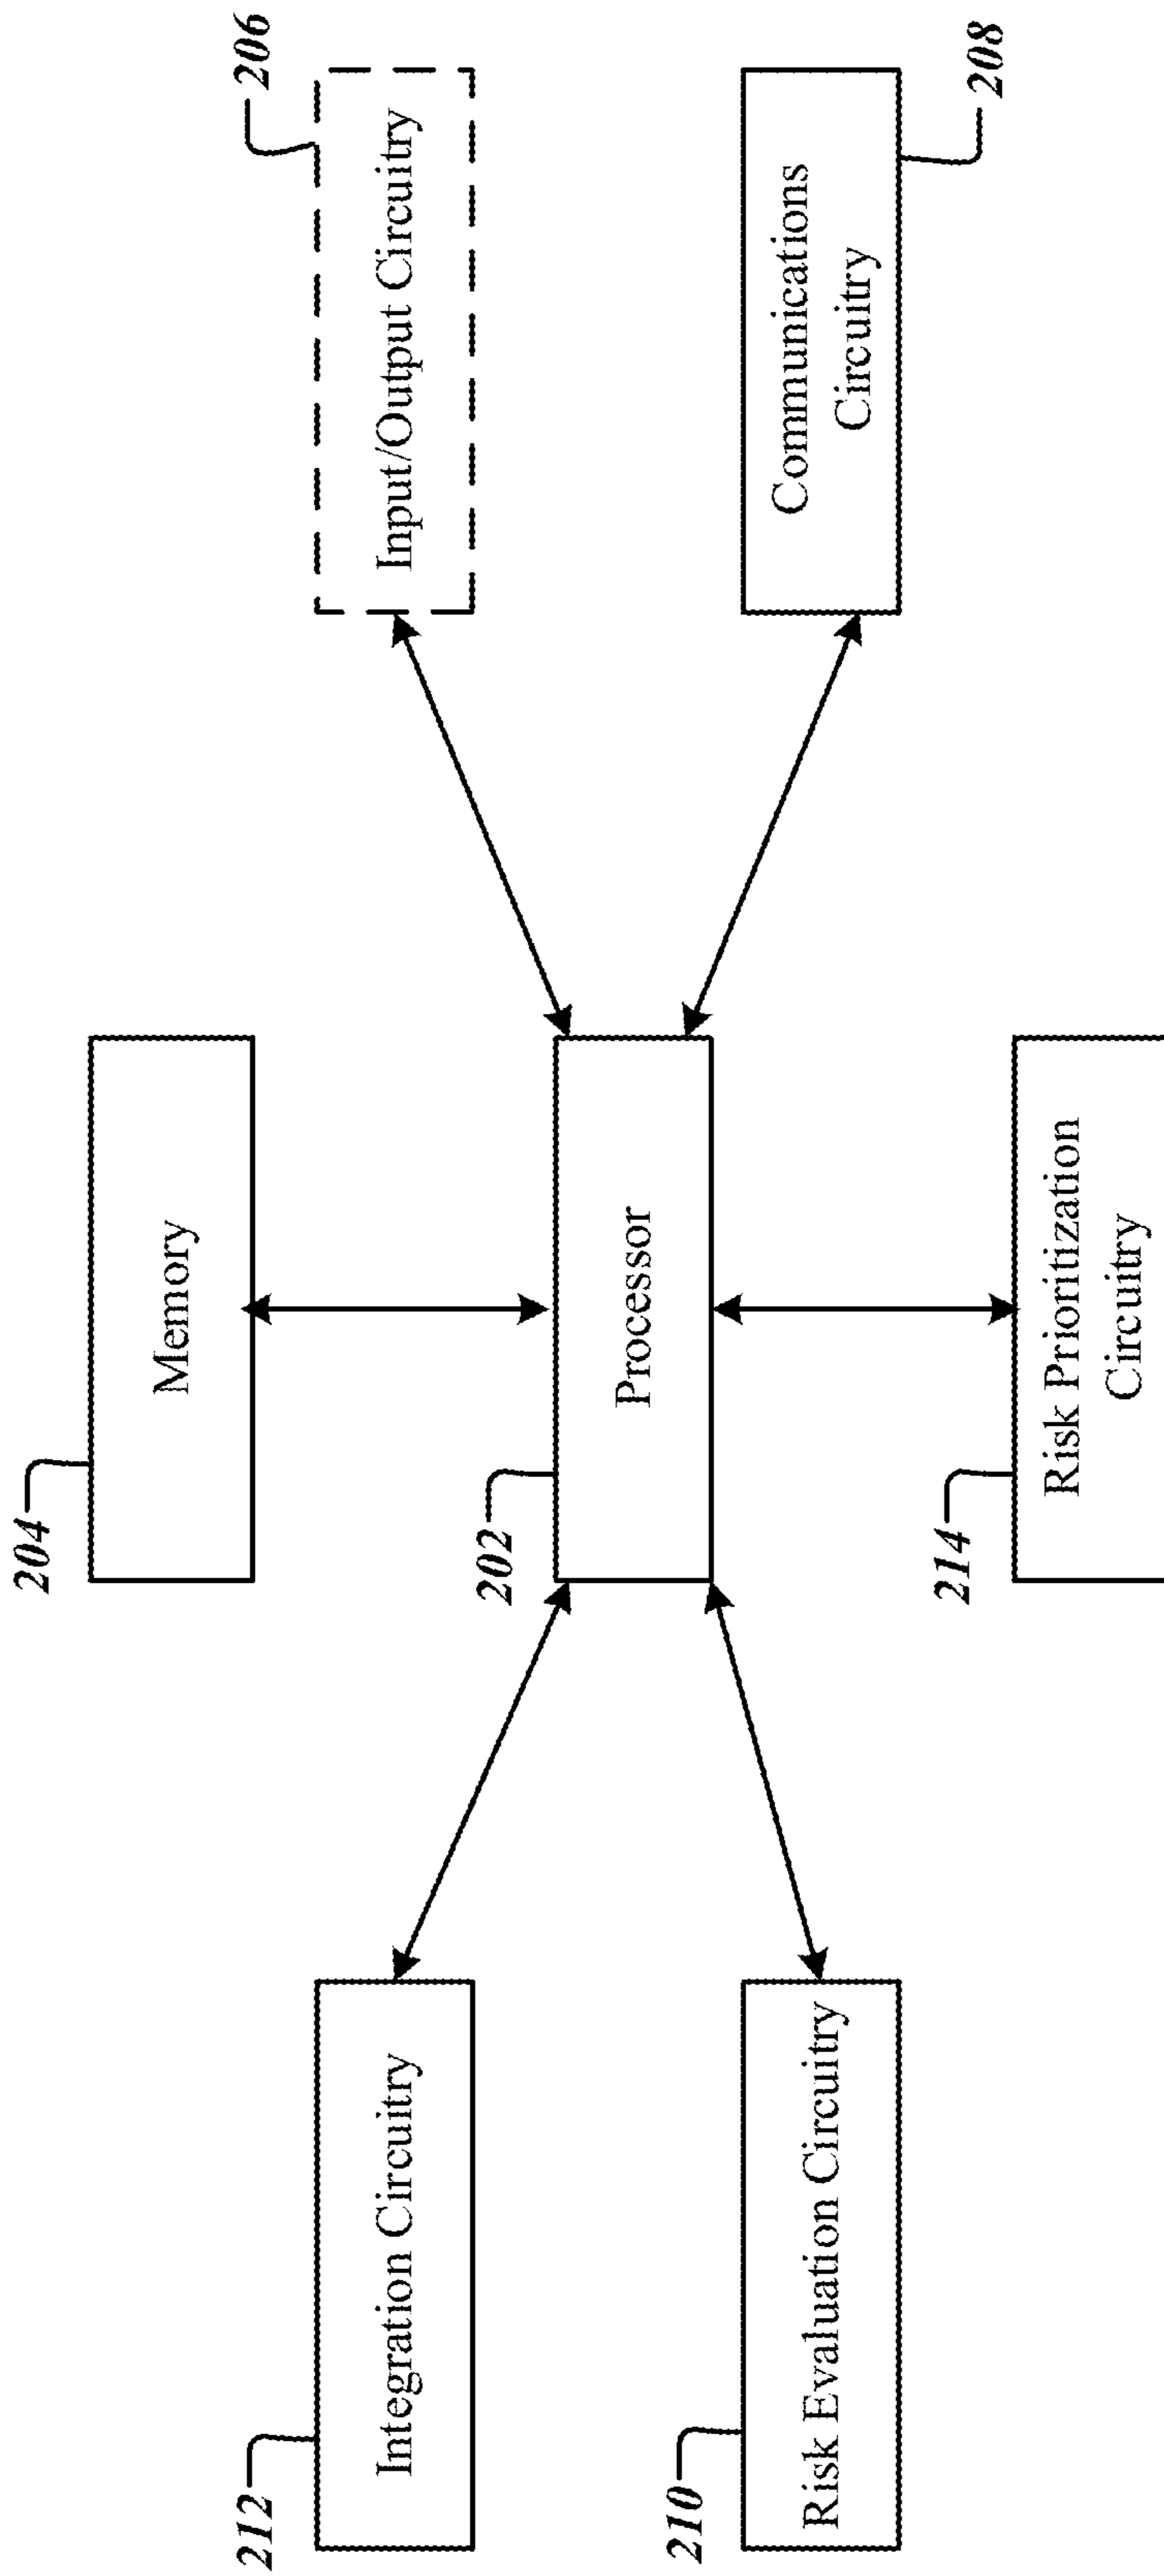 204
Memory
212
Integration Circuitry
206
Input/Output Circuitry
202
Processor
210
Risk Evaluation Circuitry
Communications
Circuitry
208
214
Risk Prioritization
Circuitry